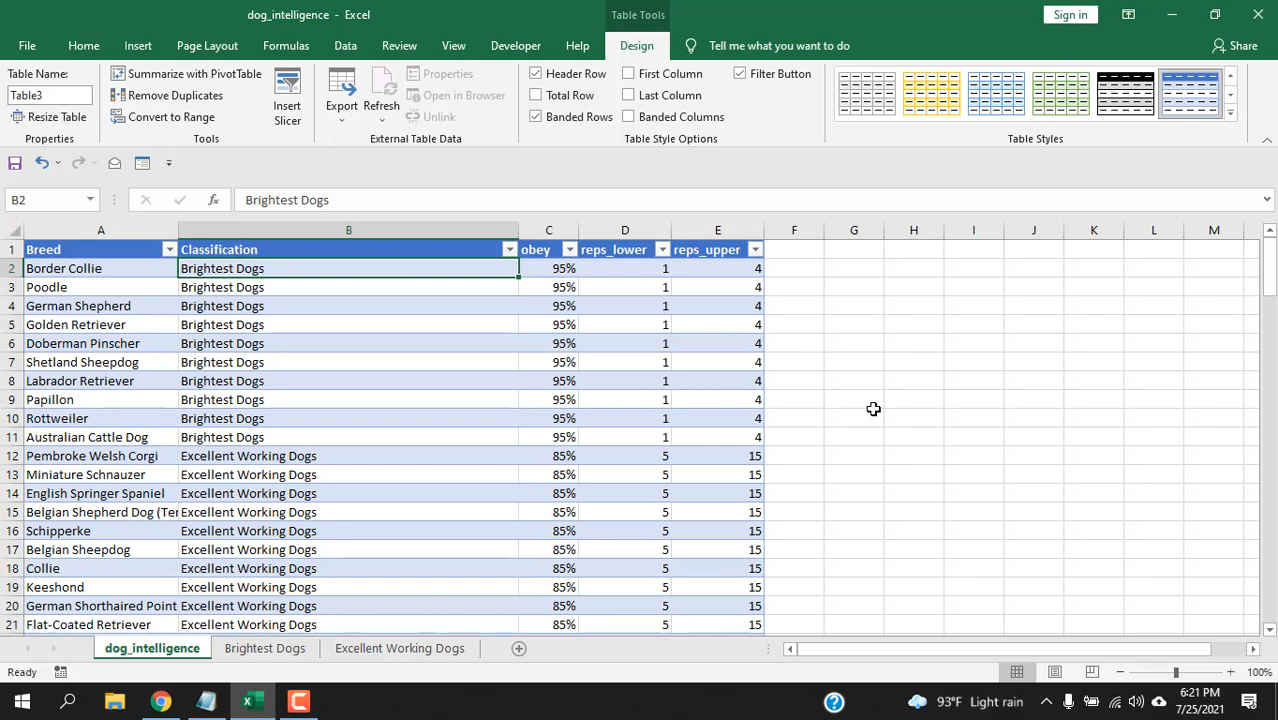 dog_intelligence - Excel
Table Tools
Sign in
File Home Insert Page Layout Formulas Data Review View Developer Help Design Tell me what you want to do Share
Table Name:
Table3
Resize Table
Properties
Summarize with PivotTable
Remove Duplicates
Convert to Range
Tools
Insert
Slicer
Export
Refresh
Properties
Open in Browser
Unlink
External Table Data
Header Row
Total Row
Banded Rows
First Column
Last Column
Banded Columns
Filter Button
Table Style Options
Table Styles
B2
fx
Brightest Dogs
A B C D E F G H I J K L M
1 Breed Classification obey reps_lower reps_upper
2 Border Collie Brightest Dogs 95% 1 4
3 Poodle Brightest Dogs 95% 1 4
4 German Shepherd Brightest Dogs 95% 1 4
5 Golden Retriever Brightest Dogs 95% 1 4
6 Doberman Pinscher Brightest Dogs 95% 1 4
7 Shetland Sheepdog Brightest Dogs 95% 1 4
8 Labrador Retriever Brightest Dogs 95% 1 4
9 Papillon Brightest Dogs 95% 1 4
10 Rottweiler Brightest Dogs 95% 1 4
11 Australian Cattle Dog Brightest Dogs 95% 1 4
12 Pembroke Welsh Corgi Excellent Working Dogs 85% 5 15
13 Miniature Schnauzer Excellent Working Dogs 85% 5 15
14 English Springer Spaniel Excellent Working Dogs 85% 5 15
15 Belgian Shepherd Dog (Ter Excellent Working Dogs 85% 5 15
16 Schipperke Excellent Working Dogs 85% 5 15
17 Belgian Sheepdog Excellent Working Dogs 85% 5 15
18 Collie Excellent Working Dogs 85% 5 15
19 Keeshond Excellent Working Dogs 85% 5 15
20 German Shorthaired Point Excellent Working Dogs 85% 5 15
21 Flat-Coated Retriever Excellent Working Dogs 85% 5 15
dog_intelligence Brightest Dogs Excellent Working Dogs
Ready
100%
93°F Light rain
6:21 PM
7/25/2021